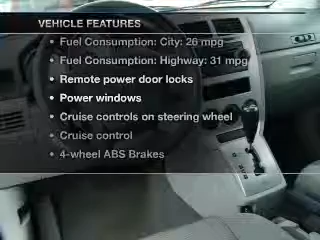 VEHICLE FEATURES
• Fuel Consumption: City: 26 mpg
• Fuel Consumption: Highway: 31 mpg
• Remote power door locks
• Power windows
• Cruise controls on steering wheel
• Cruise control
• 4-wheel ABS Brakes